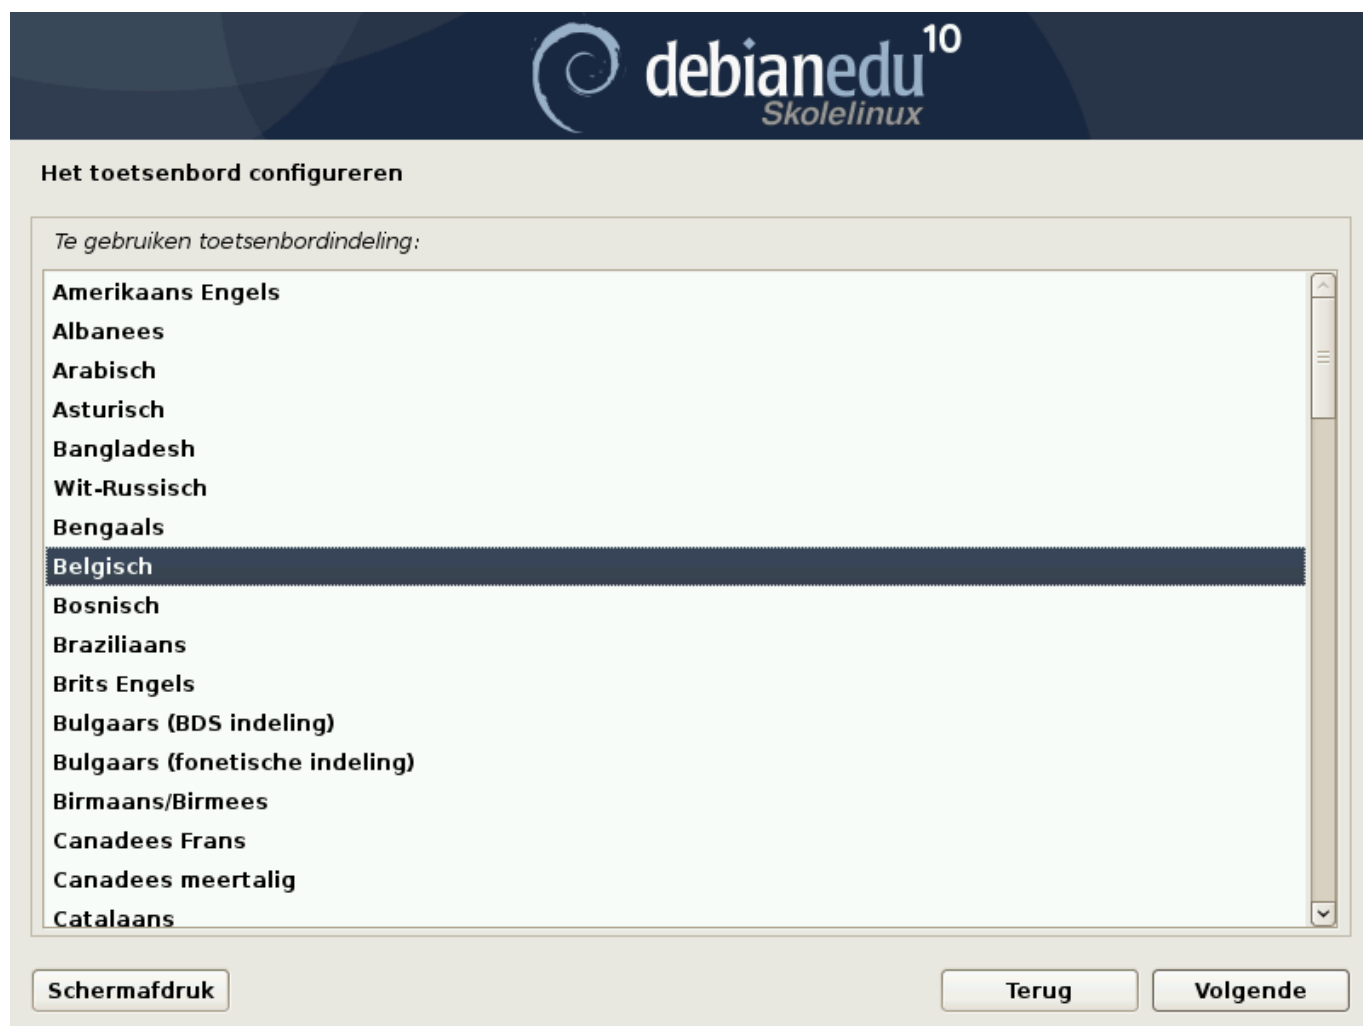 debianedu 10
Skolelinux
Het toetsenbord configureren
Te gebruiken toetsenbordindeling:
Amerikaans Engels
Albanees
Arabisch
Asturisch
Bangladesh
Wit-Russisch
Bengaals
Belgisch
Bosnisch
Braziliaans
Brits Engels
Bulgaars (BDS indeling)
Bulgaars (fonetische indeling)
Birmaans/Birmees
Canadees Frans
Canadees meertalig
Catalaans
Schermafdruk Terug Volgende